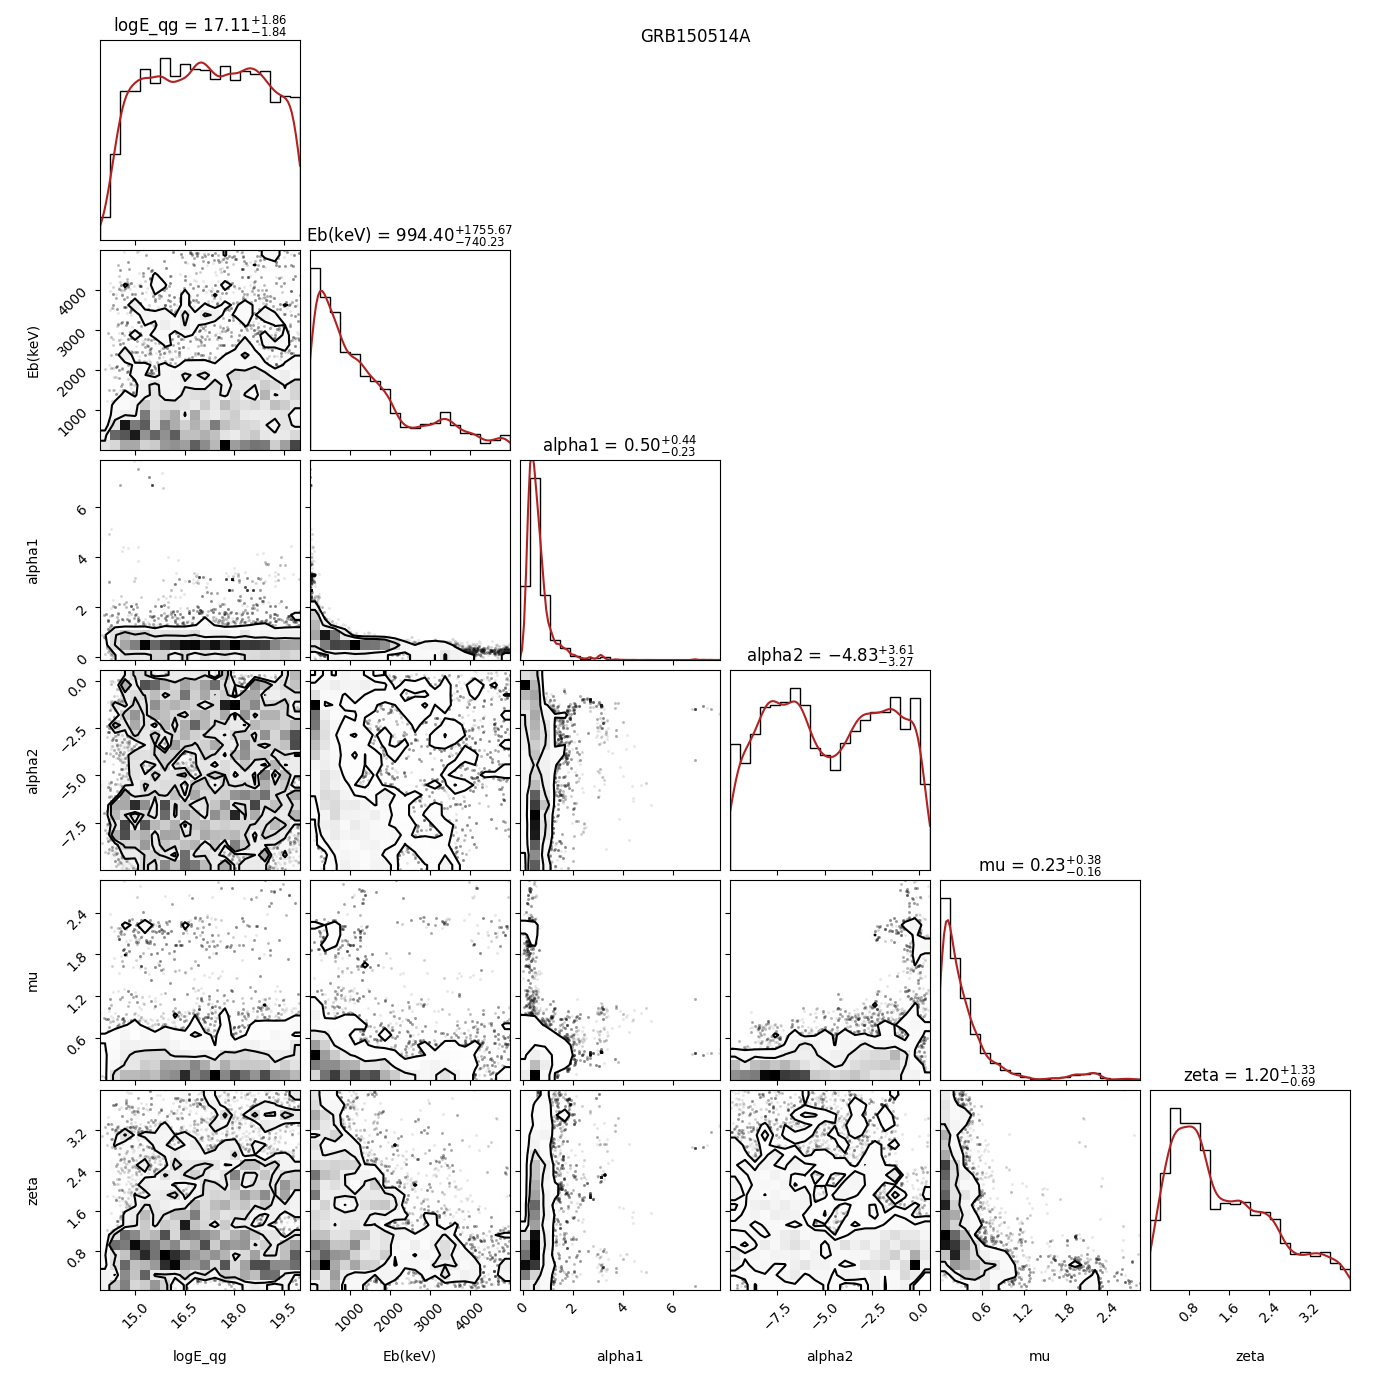 GRB150514A
logE_qg = 17.11+1.86−1.84
Eb(keV) = 994.40+1755.67−740.23
4000
3000
2000
1000
Eb(keV)
alpha1 = 0.50+0.44−0.23
6
4
2
0
alpha1
alpha2 = −4.83+3.61−3.27
0.0
−2.5
−5.0
−7.5
alpha2
mu = 0.23+0.38−0.16
2.4
1.8
1.2
0.6
mu
zeta = 1.20+1.33−0.69
3.2
2.4
1.6
0.8
zeta
15.0 16.5 18.0 19.5
1000 2000 3000 4000
0 2 4 6
−7.5 −5.0 −2.5 0.0
0.6 1.2 1.8 2.4
0.8 1.6 2.4 3.2
logE_qg Eb(keV) alpha1 alpha2 mu zeta